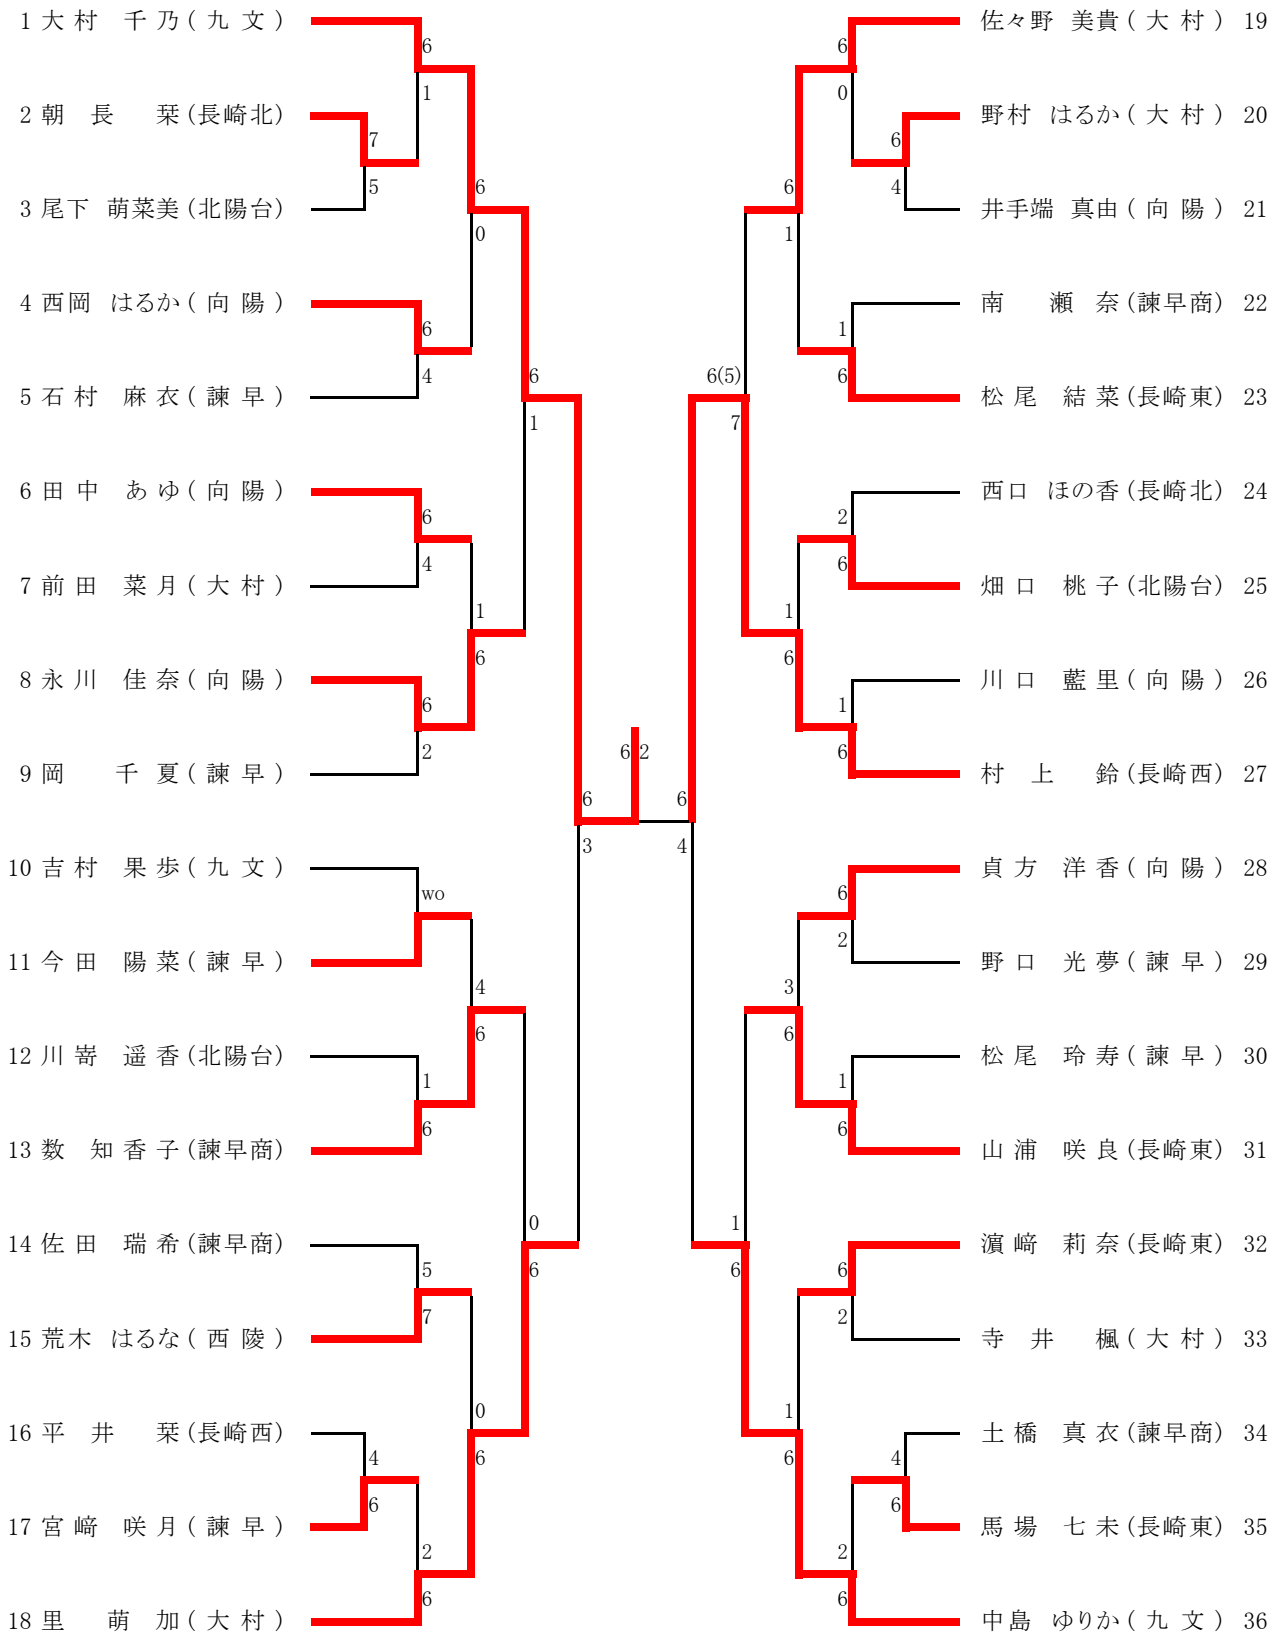 1 大村 千乃 (九文)
6
1
2 朝長 栞 (長崎北)
7
5
3 尾下 萌菜美 (北陽台)
6
0
4 西岡 はるか (向陽)
6
4
5 石村 麻衣 (諫早)
6
1
6 田中 あゆ (向陽)
6
4
7 前田 菜月 (大村)
1
6
8 永川 佳奈 (向陽)
6
2
9 岡 千夏 (諫早)
6
3
10 吉村 果歩 (九文)
wo
11 今田 陽菜 (諫早)
4
6
12 川嵜 遥香 (北陽台)
1
6
13 数 知香子 (諫早商)
0
6
14 佐田 瑞希 (諫早商)
5
7
15 荒木 はるな (西陵)
0
6
16 平井 栞 (長崎西)
4
6
17 宮﨑 咲月 (諫早)
2
6
18 里 萌加 (大村)
6 2
佐々野 美貴 (大村) 19
6
0
野村 はるか (大村) 20
6
4
井手端 真由 (向陽) 21
6
1
南 瀬奈 (諫早商) 22
1
6
松尾 結菜 (長崎東) 23
6(5)
7
西口 ほの香 (長崎北) 24
2
6
畑口 桃子 (北陽台) 25
1
6
川口 藍里 (向陽) 26
1
6
村上 鈴 (長崎西) 27
6
4
貞方 洋香 (向陽) 28
6
2
野口 光夢 (諫早) 29
3
6
松尾 玲寿 (諫早) 30
1
6
山浦 咲良 (長崎東) 31
1
6
濵﨑 莉奈 (長崎東) 32
6
2
寺井 楓 (大村) 33
1
6
土橋 真衣 (諫早商) 34
4
6
馬場 七未 (長崎東) 35
2
6
中島 ゆりか (九文) 36